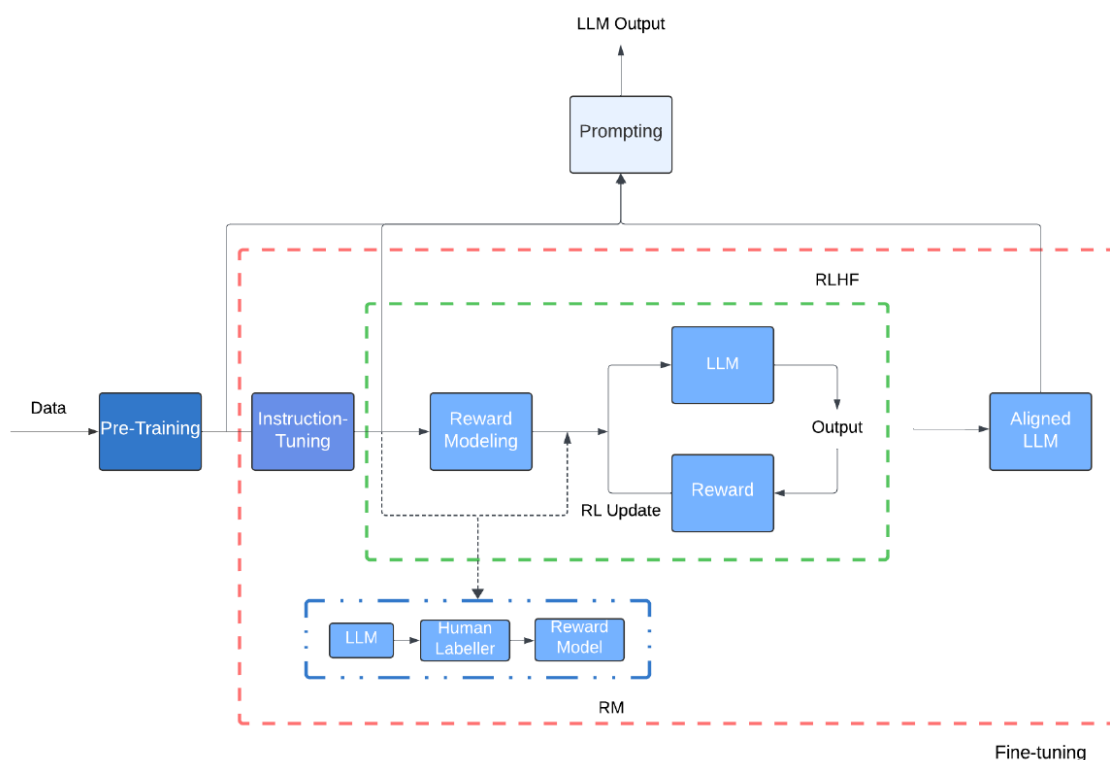 LLM Output
Prompting
RLHF
Data
Pre-Training
Instruction-
Tuning
Reward
Modeling
LLM
Output
Reward
RL Update
Aligned
LLM
LLM
Human
Labeller
Reward
Model
RM
Fine-tuning